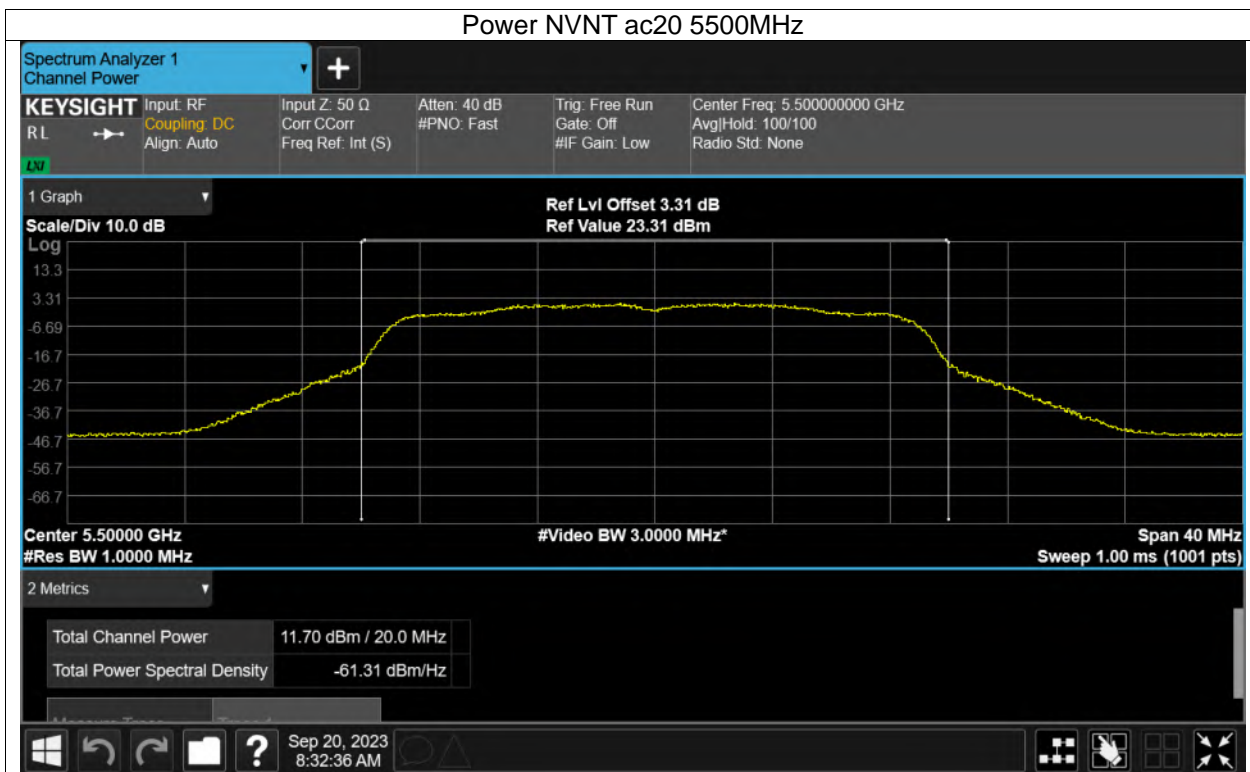 Power NVNT ac20 5500MHz
Spectrum Analyzer 1
Channel Power
KEYSIGHT
RL
LXI
Input: RF
Coupling: DC
Align: Auto
Input Z: 50 Ω
Corr CCorr
Freq Ref: Int (S)
Atten: 40 dB
#PNO: Fast
Trig: Free Run
Gate: Off
#IF Gain: Low
Center Freq: 5.500000000 GHz
Avg|Hold: 100/100
Radio Std: None
1 Graph
Scale/Div 10.0 dB
Ref Lvl Offset 3.31 dB
Ref Value 23.31 dBm
Log
13.3
3.31
-6.69
-16.7
-26.7
-36.7
-46.7
-56.7
-66.7
Center 5.50000 GHz
#Video BW 3.0000 MHz*
Span 40 MHz
#Res BW 1.0000 MHz
Sweep 1.00 ms (1001 pts)
2 Metrics
Total Channel Power 11.70 dBm / 20.0 MHz
Total Power Spectral Density -61.31 dBm/Hz
?
Sep 20, 2023
8:32:36 AM